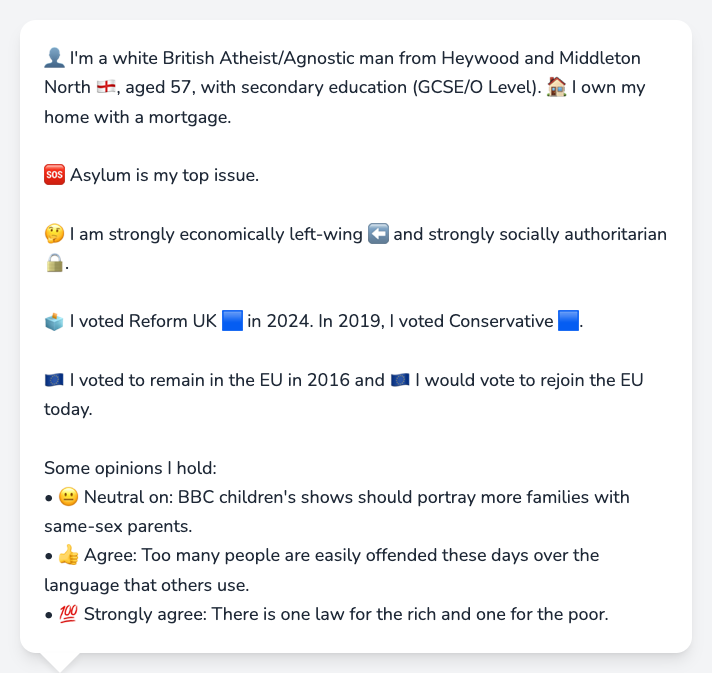 👤 I'm a white British Atheist/Agnostic man from Heywood and Middleton
North 🏴󠁧󠁢󠁥󠁮󠁧󠁿, aged 57, with secondary education (GCSE/O Level). 🏠 I own my
home with a mortgage.
🆘 Asylum is my top issue.
🤔 I am strongly economically left-wing ⬅️ and strongly socially authoritarian
🔒.
🗳️ I voted Reform UK 🟦 in 2024. In 2019, I voted Conservative 🟦.
🇪🇺 I voted to remain in the EU in 2016 and 🇪🇺 I would vote to rejoin the EU
today.
Some opinions I hold:
• 😐 Neutral on: BBC children's shows should portray more families with
same-sex parents.
• 👍 Agree: Too many people are easily offended these days over the
language that others use.
• 💯 Strongly agree: There is one law for the rich and one for the poor.